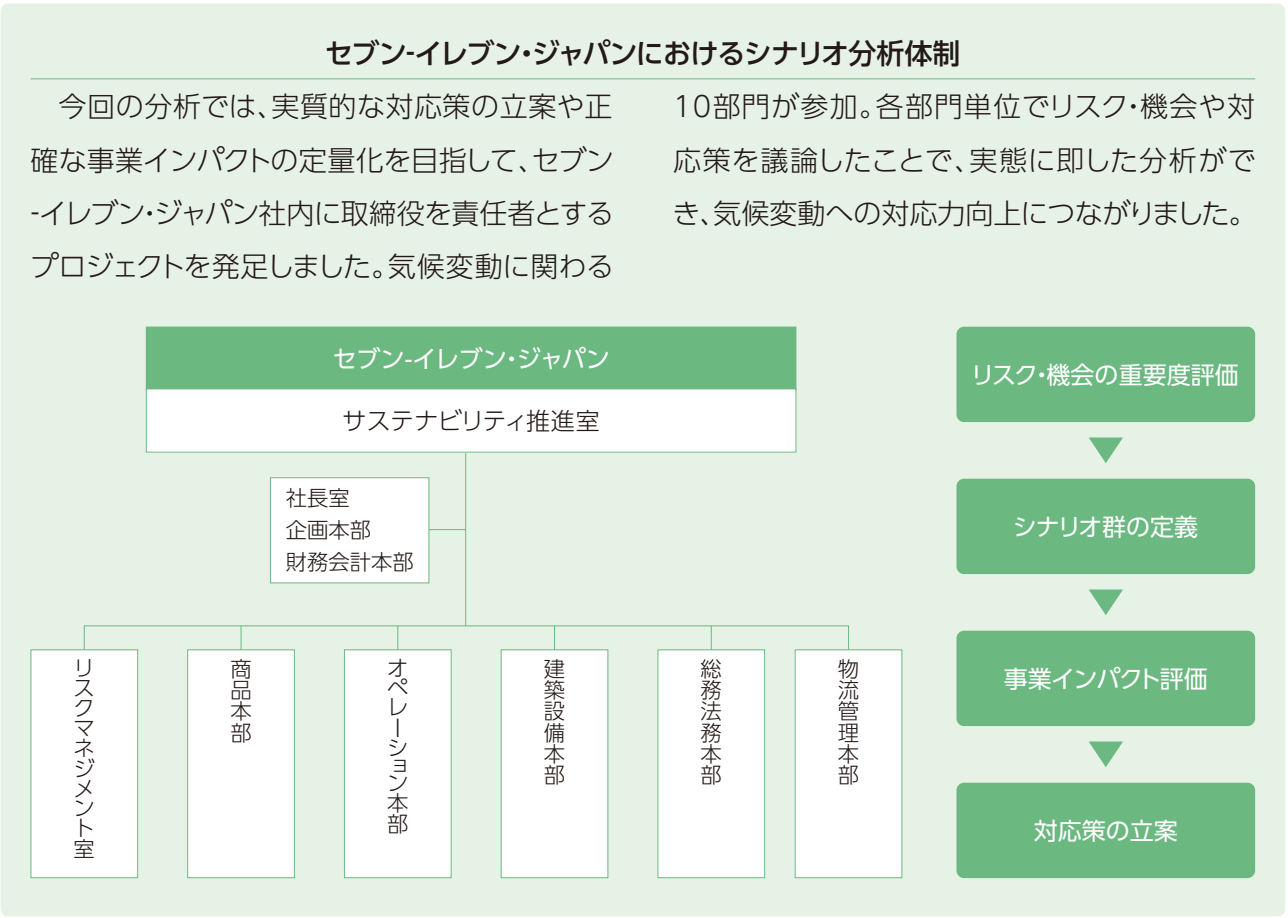 セブン-イレブン・ジャパンにおけるシナリオ分析体制
今回の分析では、実質的な対応策の立案や正
確な事業インパクトの定量化を目指して、セブン
-イレブン・ジャパン社内に取締役を責任者とする
プロジェクトを発足しました。気候変動に関わる
10部門が参加。各部門単位でリスク・機会や対
応策を議論したことで、実態に即した分析がで
き、気候変動への対応力向上につながりました。
セブン-イレブン・ジャパン
サステナビリティ推進室
社長室
企画本部
財務会計本部
リスクマネジメント室
商品本部
オペレーション本部
建築設備本部
総務法務本部
物流管理本部
リスク・機会の重要度評価
シナリオ群の定義
事業インパクト評価
対応策の立案